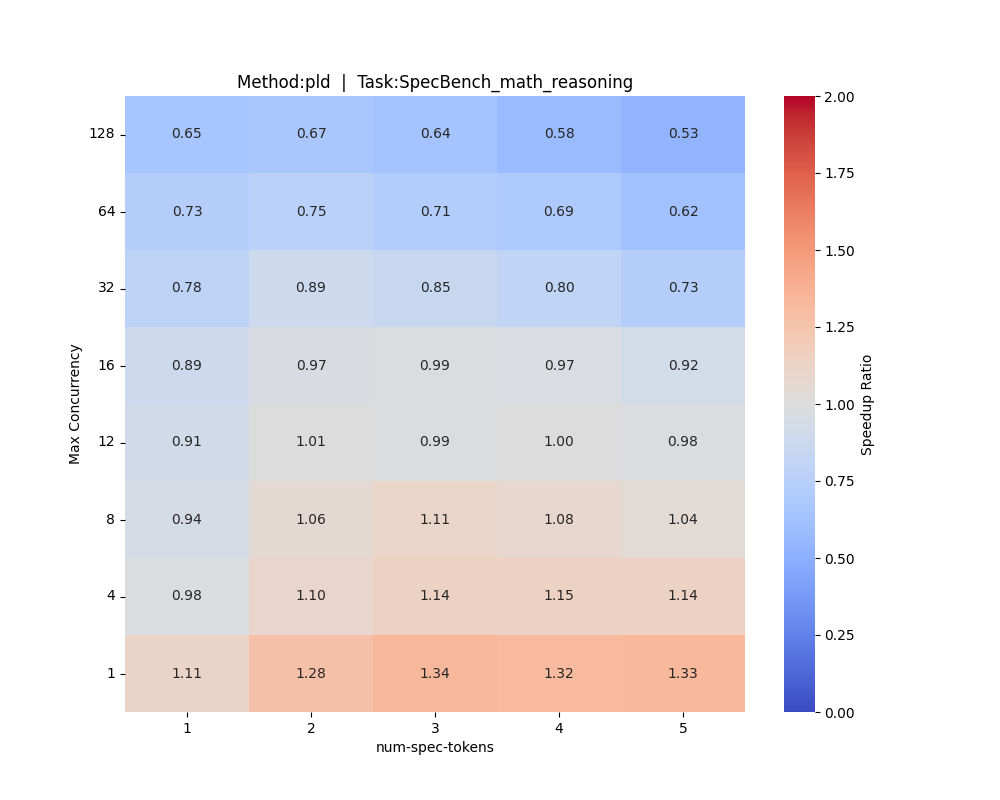 Method:pld  |  Task:SpecBench_math_reasoning
128 0.65 0.67 0.64 0.58 0.53
64 0.73 0.75 0.71 0.69 0.62
32 0.78 0.89 0.85 0.80 0.73
16 0.89 0.97 0.99 0.97 0.92
12 0.91 1.01 0.99 1.00 0.98
8 0.94 1.06 1.11 1.08 1.04
4 0.98 1.10 1.14 1.15 1.14
1 1.11 1.28 1.34 1.32 1.33
1 2 3 4 5
num-spec-tokens
Max Concurrency
2.00
1.75
1.50
1.25
1.00
0.75
0.50
0.25
0.00
Speedup Ratio